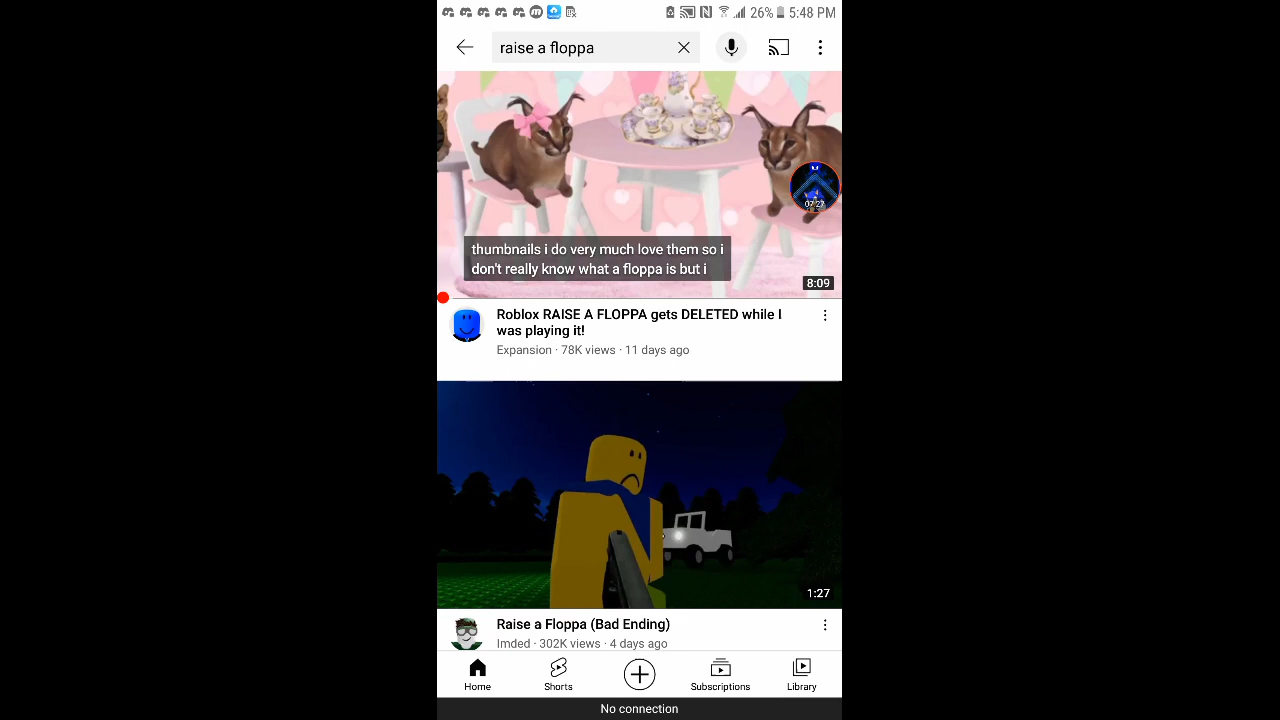 26% 5:48 PM
raise a floppa
07:27
thumbnails i do very much love them so i
don't really know what a floppa is but i
8:09
Roblox RAISE A FLOPPA gets DELETED while I
was playing it!
Expansion · 78K views · 11 days ago
1:27
Raise a Floppa (Bad Ending)
Imded · 302K views · 4 days ago
Home Shorts Subscriptions Library
No connection